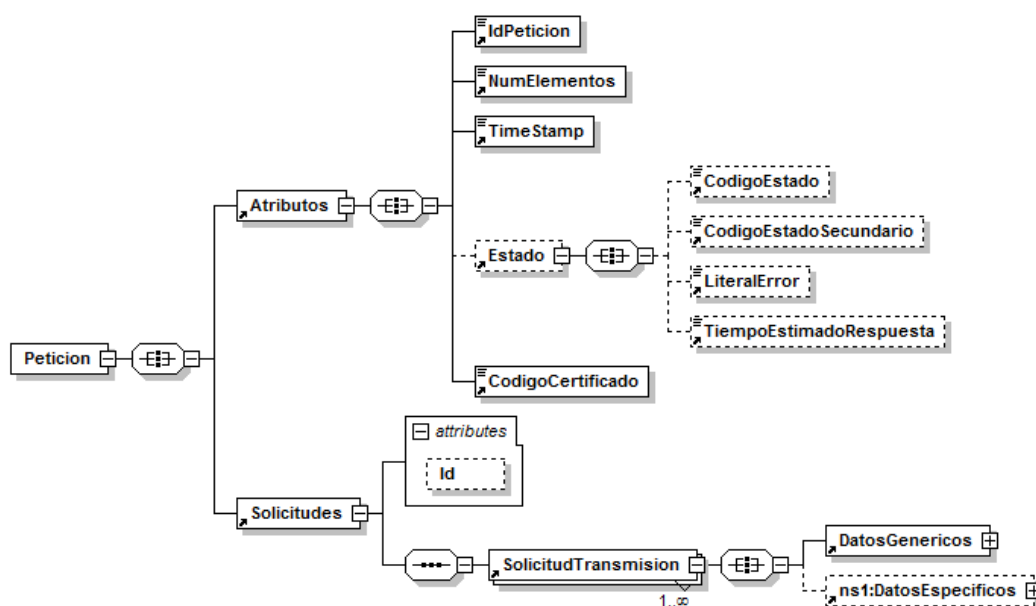 IdPeticion
NumElementos
TimeStamp
CodigoEstado
Atributos
CodigoEstadoSecundario
Estado
LiteralError
TiempoEstimadoRespuesta
Peticion
CodigoCertificado
attributes
Id
Solicitudes
DatosGenericos
SolicitudTransmision
ns1:DatosEspecificos
1..∞